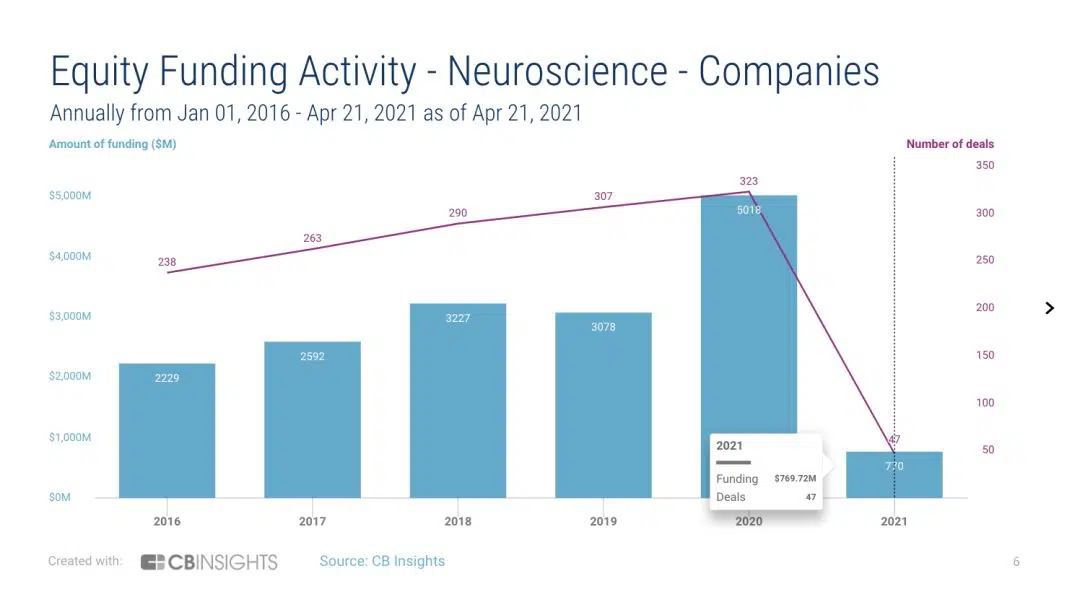 Equity Funding Activity - Neuroscience - Companies
Annually from Jan 01, 2016 - Apr 21, 2021 as of Apr 21, 2021
Amount of funding ($M)
Number of deals
350
$5,000M
300
$4,000M
250
$3,000M
200
$2,000M
150
$1,000M
100
$0M
50
238
263
290
307
323
47
2229
2592
3227
3078
5018
770
2021
Funding $769.72M
Deals 47
2016
2017
2018
2019
2020
2021
Created with:
CBINSIGHTS
Source: CB Insights
6